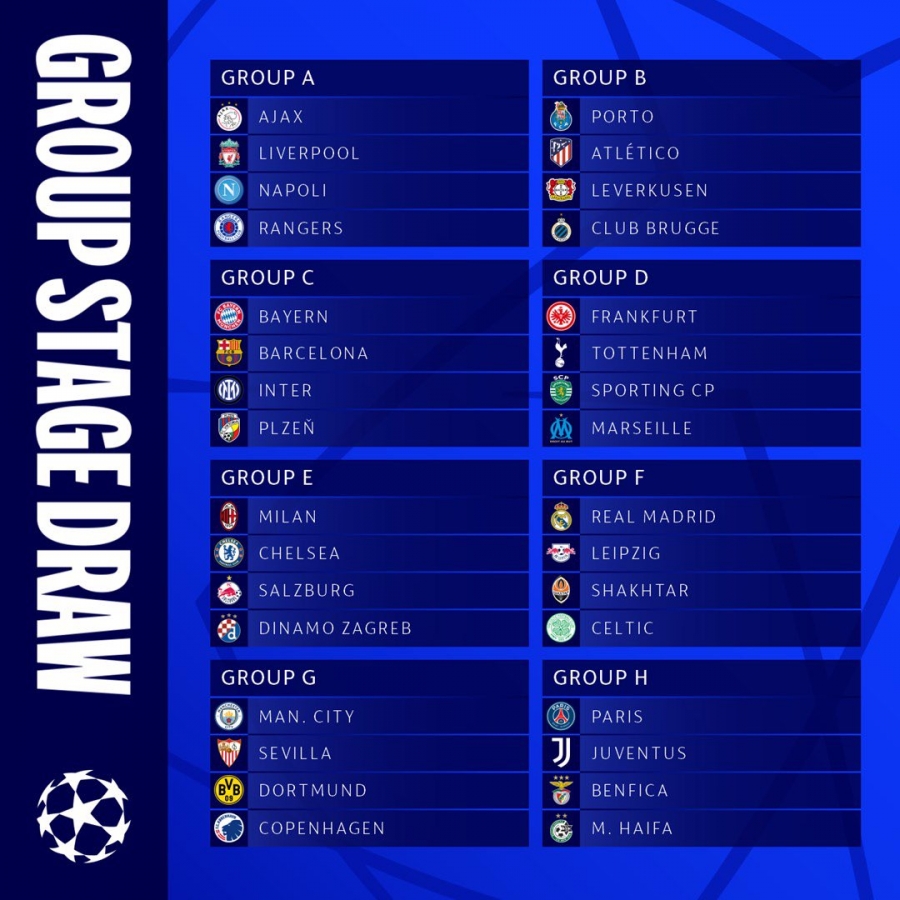 GROUP STAGE DRAW
GROUP A
AJAX
LIVERPOOL
NAPOLI
RANGERS
GROUP B
PORTO
ATLÉTICO
LEVERKUSEN
CLUB BRUGGE
GROUP C
BAYERN
BARCELONA
INTER
PLZEŇ
GROUP D
FRANKFURT
TOTTENHAM
SPORTING CP
MARSEILLE
GROUP E
MILAN
CHELSEA
SALZBURG
DINAMO ZAGREB
GROUP F
REAL MADRID
LEIPZIG
SHAKHTAR
CELTIC
GROUP G
MAN. CITY
SEVILLA
DORTMUND
COPENHAGEN
GROUP H
PARIS
JUVENTUS
BENFICA
M. HAIFA